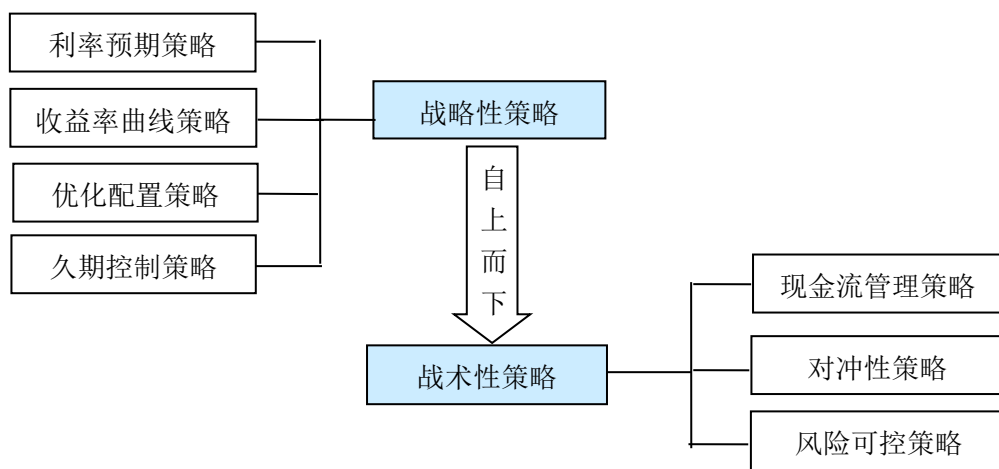 利率预期策略
收益率曲线策略
优化配置策略
久期控制策略
战略性策略
自
上
而
下
战术性策略
现金流管理策略
对冲性策略
风险可控策略